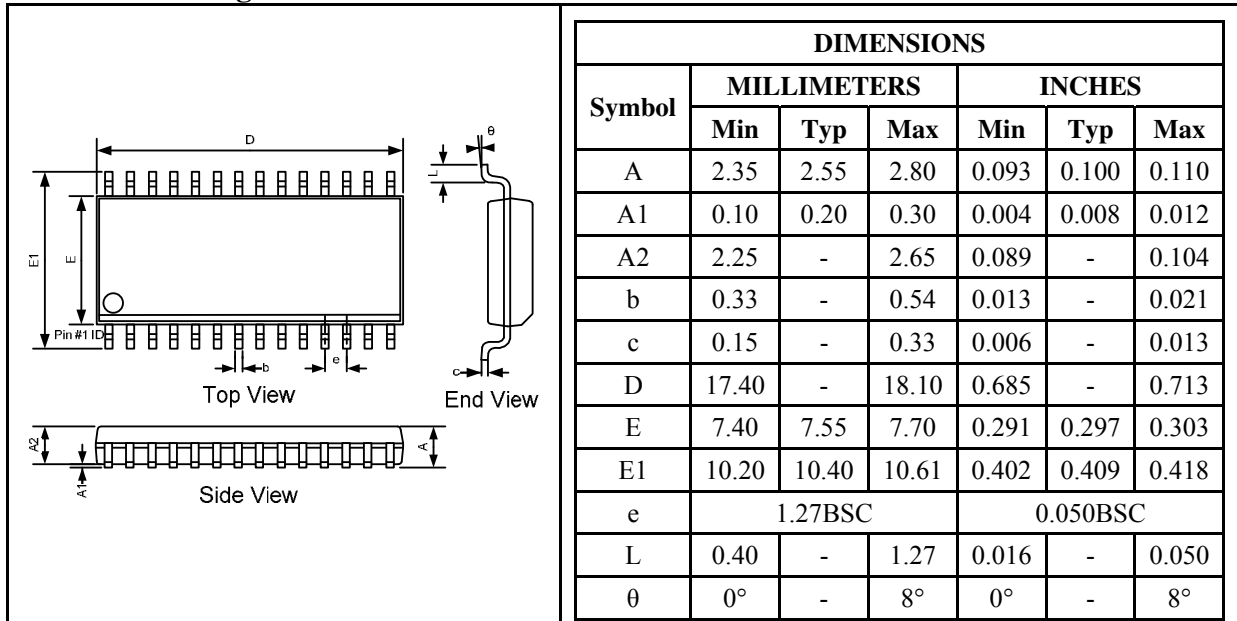 g
D
θ
L
E1
E
Pin #1 ID
b
e
c
Top View
End View
A2
A
A1
Side View
DIMENSIONS
Symbol MILLIMETERS INCHES
Min Typ Max Min Typ Max
A 2.35 2.55 2.80 0.093 0.100 0.110
A1 0.10 0.20 0.30 0.004 0.008 0.012
A2 2.25 - 2.65 0.089 - 0.104
b 0.33 - 0.54 0.013 - 0.021
c 0.15 - 0.33 0.006 - 0.013
D 17.40 - 18.10 0.685 - 0.713
E 7.40 7.55 7.70 0.291 0.297 0.303
E1 10.20 10.40 10.61 0.402 0.409 0.418
e 1.27BSC 0.050BSC
L 0.40 - 1.27 0.016 - 0.050
θ 0° - 8° 0° - 8°